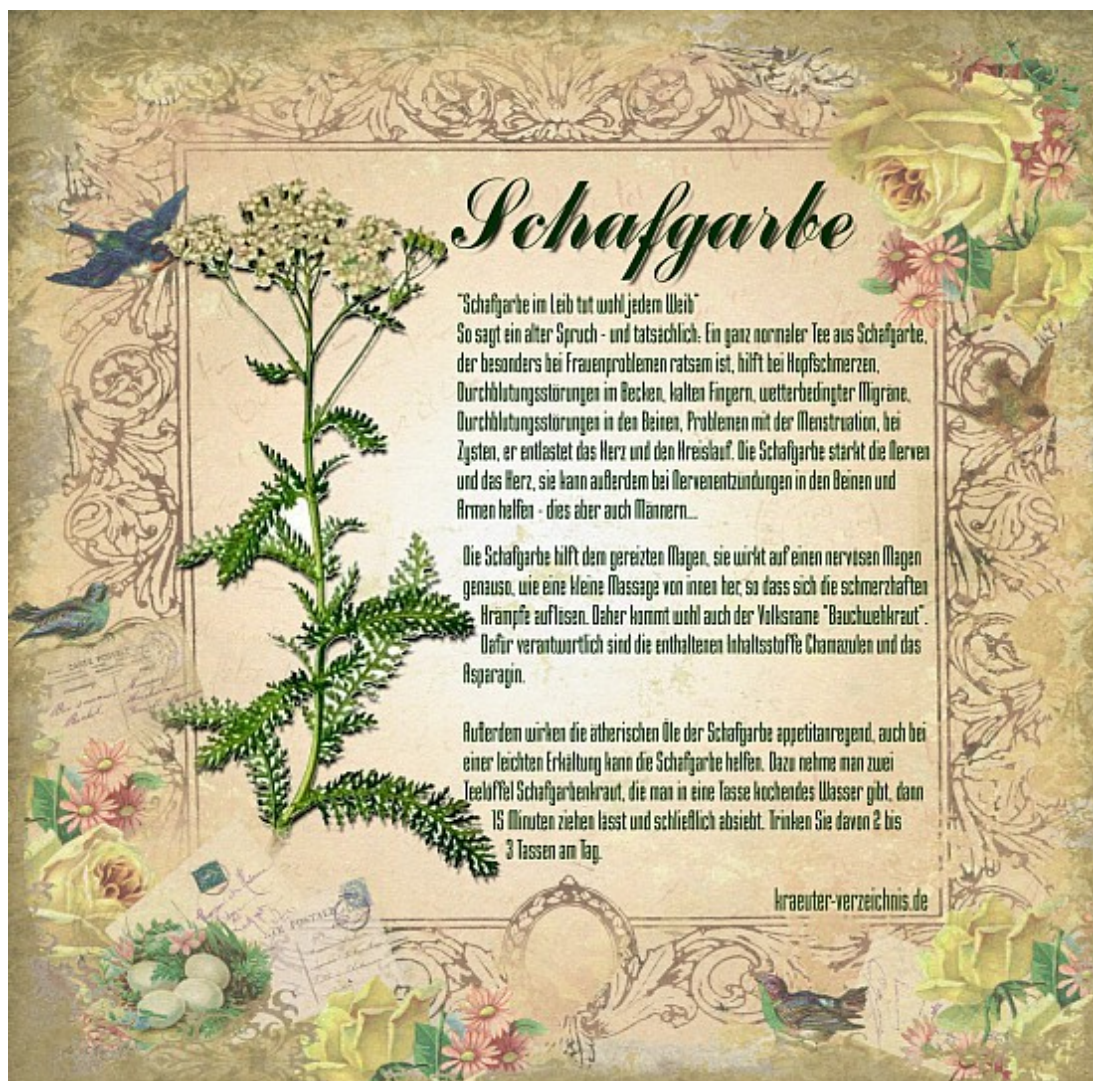 Schafgarbe
"Schafgarbe im Leib tut wohl jedem Weib"
So sagt ein alter Spruch - und tatsächlich: Ein ganz normaler Tee aus Schafgarbe,
der besonders bei Frauenproblemen ratsam ist, hilft bei Kopfschmerzen,
Durchblutungsstörungen im Becken, kalten Fingern, wetterbedingter Migräne,
Durchblutungsstörungen in den Beinen, Problemen mit der Menstruation, bei
Zysten, er entlastet das Herz und den Kreislauf. Die Schafgarbe stärkt die Nerven
und das Herz, sie kann außerdem bei Nervenentzündungen in den Beinen und
Armen helfen - dies aber auch Männern...
Die Schafgarbe hilft dem gereizten Magen, sie wirkt auf einen nervösen Magen
genauso, wie eine kleine Massage von innen her, so dass sich die schmerzhaften
Krämpfe auflösen. Daher kommt wohl auch der Volksname "Bauchwehkraut".
Dafür verantwortlich sind die enthaltenen Inhaltsstoffe Chamazulen und das
Asparagin.
Außerdem wirken die ätherischen Öle der Schafgarbe appetitanregend, auch bei
einer leichten Erkältung kann die Schafgarbe helfen. Dazu nehme man zwei
Teelöffel Schafgarbenkraut, die man in eine Tasse kochendes Wasser gibt, dann
15 Minuten ziehen lässt und schließlich absiebt. Trinken Sie davon 2 bis
3 Tassen am Tag.
kraeuter-verzeichnis.de
CARTE POSTALE
POSTALE